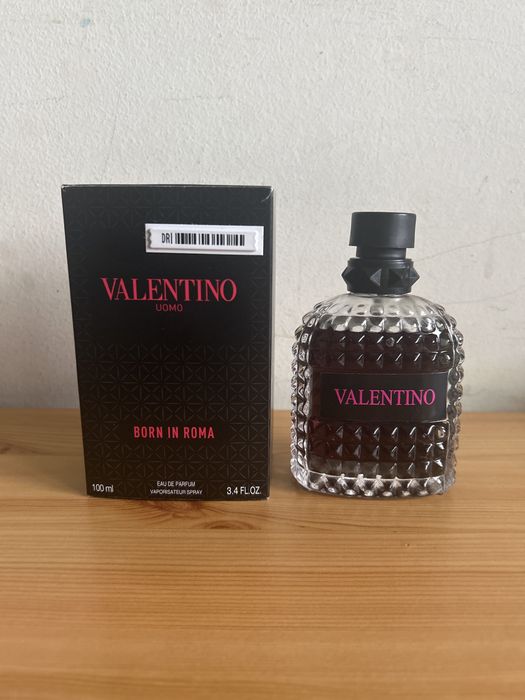 DRI
VALENTINO
UOMO
BORN IN ROMA
EAU DE PARFUM
VAPORISATEUR SPRAY
100 ml
3.4 FL.OZ.
VALENTINO